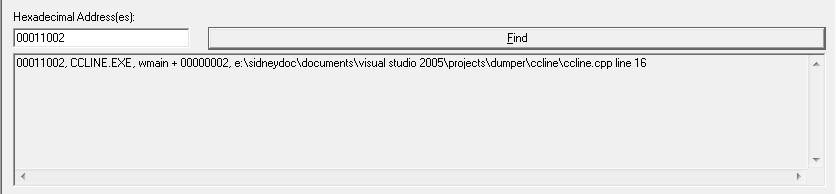 Hexadecimal Address(es):
00011002
Find
00011002, CCLINE.EXE, wmain + 00000002, e:\sidneydoc\documents\visual studio 2005\projects\dumper\ccline\ccline.cpp line 16